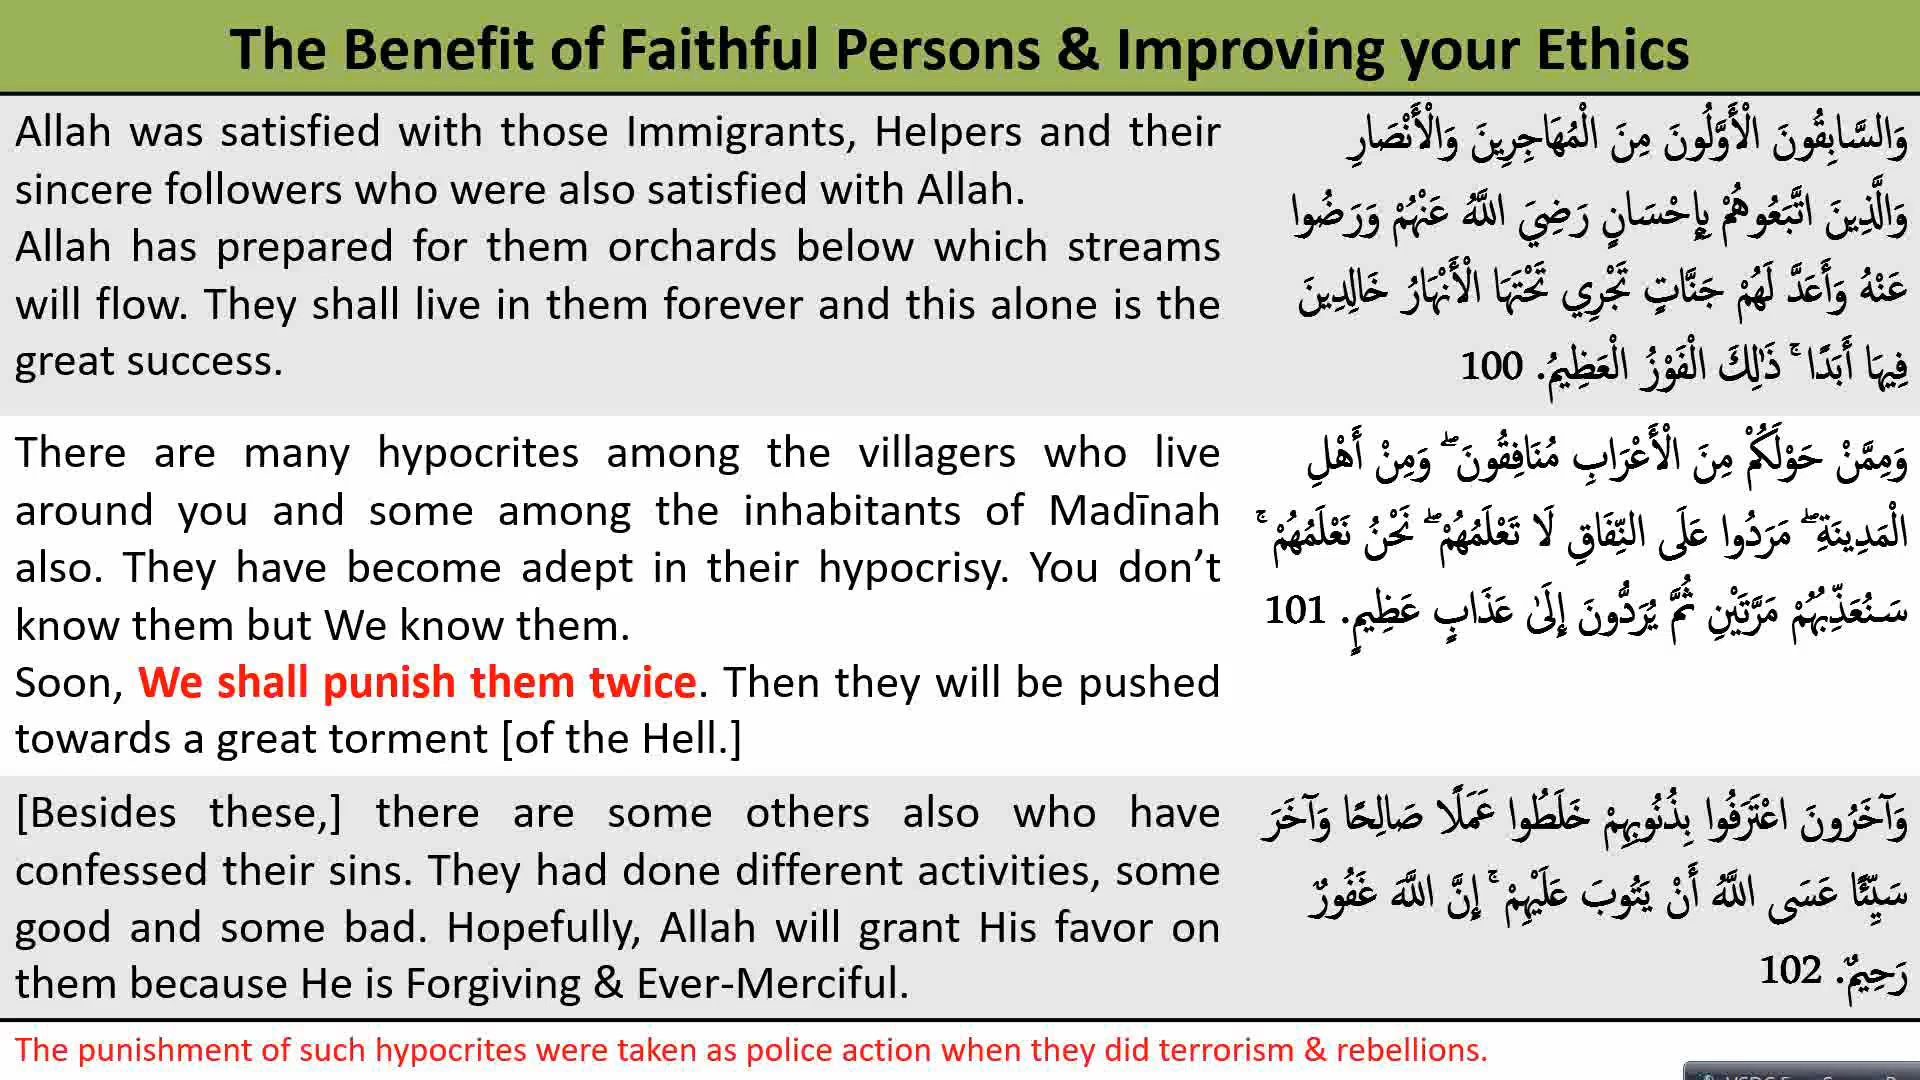 The Benefit of Faithful Persons & Improving your Ethics
Allah was satisfied with those Immigrants, Helpers and their
sincere followers who were also satisfied with Allah.
Allah has prepared for them orchards below which streams
will flow. They shall live in them forever and this alone is the
great success.
وَالسَّابِقُونَ الْأَوَّلُونَ مِنَ الْمُهَاجِرِينَ وَالْأَنْصَارِ
وَالَّذِينَ اتَّبَعُوهُمْ بِإِحْسَانٍ رَضِيَ اللَّهُ عَنْهُمْ وَرَضُوا
عَنْهُ وَأَعَدَّ لَهُمْ جَنَّاتٍ تَجْرِي تَحْتَهَا الْأَنْهَارُ خَالِدِينَ
فِيهَا أَبَدًا ۚ ذَٰلِكَ الْفَوْزُ الْعَظِيمُ. 100
There are many hypocrites among the villagers who live
around you and some among the inhabitants of Madīnah
also. They have become adept in their hypocrisy. You don’t
know them but We know them.
Soon, We shall punish them twice. Then they will be pushed
towards a great torment [of the Hell.]
وَمِمَّنْ حَوْلَكُمْ مِنَ الْأَعْرَابِ مُنَافِقُونَ ۖ وَمِنْ أَهْلِ
الْمَدِينَةِ ۖ مَرَدُوا عَلَى النِّفَاقِ لَا تَعْلَمُهُمْ ۖ نَحْنُ نَعْلَمُهُمْ ۚ
سَنُعَذِّبُهُمْ مَرَّتَيْنِ ثُمَّ يُرَدُّونَ إِلَىٰ عَذَابٍ عَظِيمٍ. 101
[Besides these,] there are some others also who have
confessed their sins. They had done different activities, some
good and some bad. Hopefully, Allah will grant His favor on
them because He is Forgiving & Ever-Merciful.
وَآخَرُونَ اعْتَرَفُوا بِذُنُوبِهِمْ خَلَطُوا عَمَلًا صَالِحًا وَآخَرَ
سَيِّئًا عَسَى اللَّهُ أَنْ يَتُوبَ عَلَيْهِمْ ۚ إِنَّ اللَّهَ غَفُورٌ
رَحِيمٌ. 102
The punishment of such hypocrites were taken as police action when they did terrorism & rebellions.